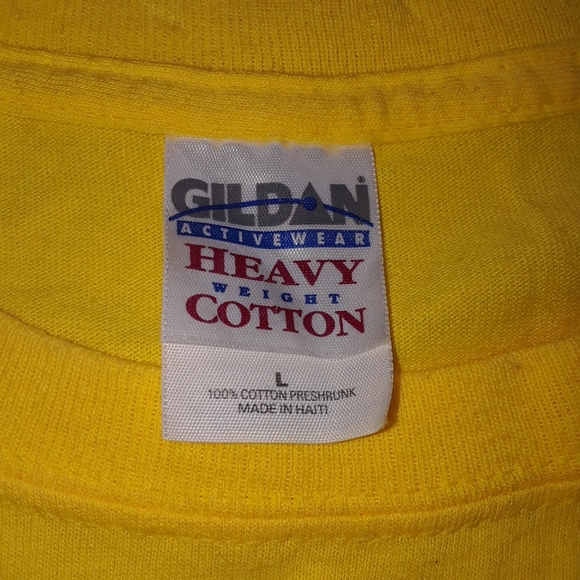 GILDAN®
ACTIVEWEAR
HEAVY
WEIGHT
COTTON
L
100% COTTON PRESHRUNK
MADE IN HAITI